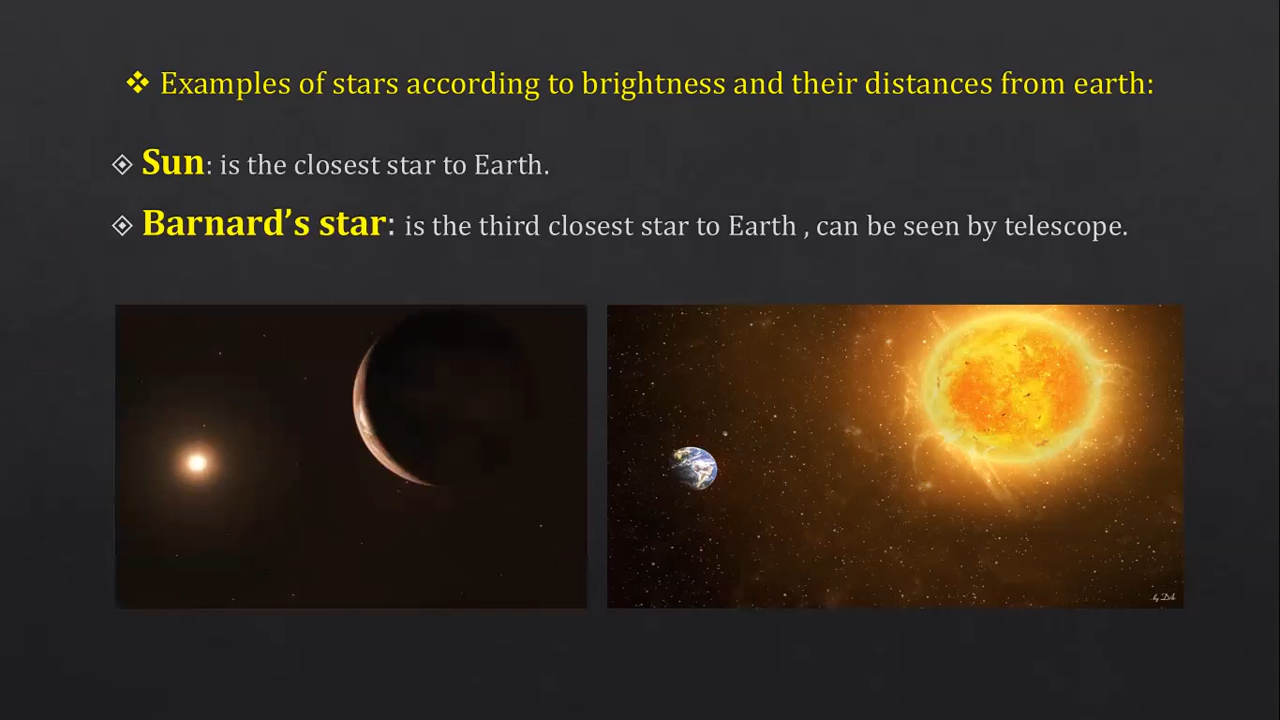 ❖ Examples of stars according to brightness and their distances from earth:
◈ Sun: is the closest star to Earth.
◈ Barnard’s star: is the third closest star to Earth , can be seen by telescope.